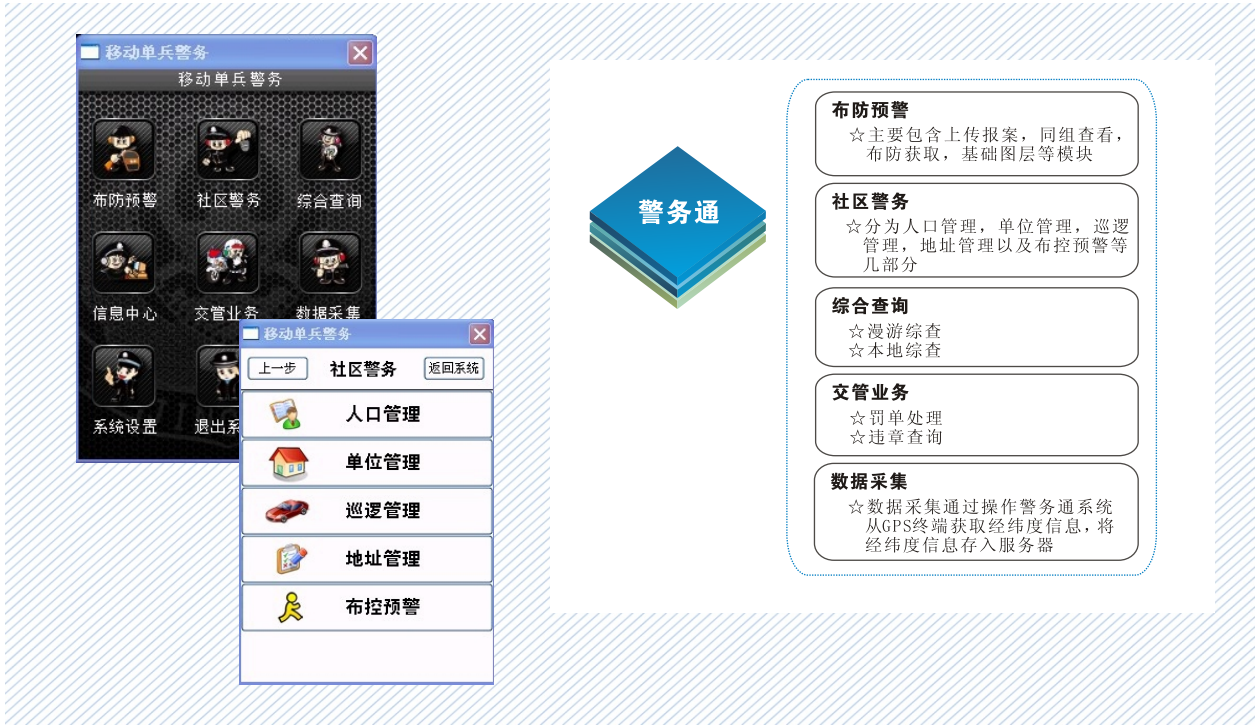 移动单兵警务
移动单兵警务
布防预警
社区警务
综合查询
信息中心
交管业务
数据采集
系统设置
退出系
移动单兵警务
上一步
社区警务
返回系统
人口管理
单位管理
巡逻管理
地址管理
布控预警
警务通
布防预警
☆主要包含上传报案，同组查看，
布防获取，基础图层等模块
社区警务
☆分为人口管理，单位管理，巡逻
管理，地址管理以及布控预警等
几部分
综合查询
☆漫游综查
☆本地综查
交管业务
☆罚单处理
☆违章查询
数据采集
☆数据采集通过操作警务通系统
从GPS终端获取经纬度信息，将
经纬度信息存入服务器